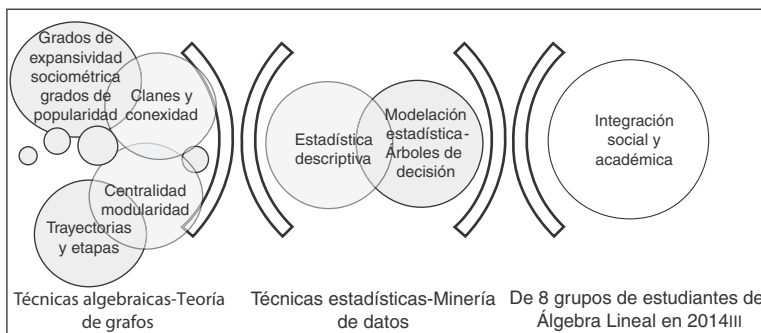 Grados de
expansividad
sociométrica
grados de
popularidad
Clanes y
conexidad
Centralidad
modularidad
Trayectorias
y etapas
Técnicas algebraicas-Teoría
de grafos
Estadística
descriptiva
Modelación
estadística-
Árboles de
decisión
Técnicas estadísticas-Minería
de datos
Integración
social y
académica
De 8 grupos de estudiantes de
Álgebra Lineal en 2014III